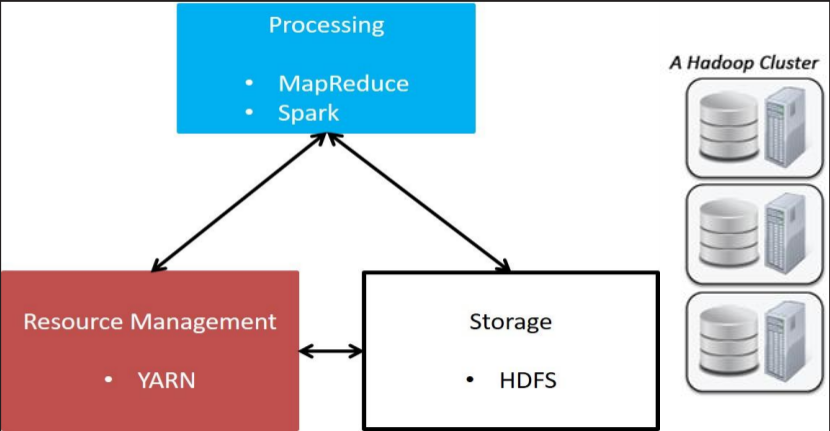 Processing
• MapReduce
• Spark
A Hadoop Cluster
Resource Management
• YARN
Storage
• HDFS